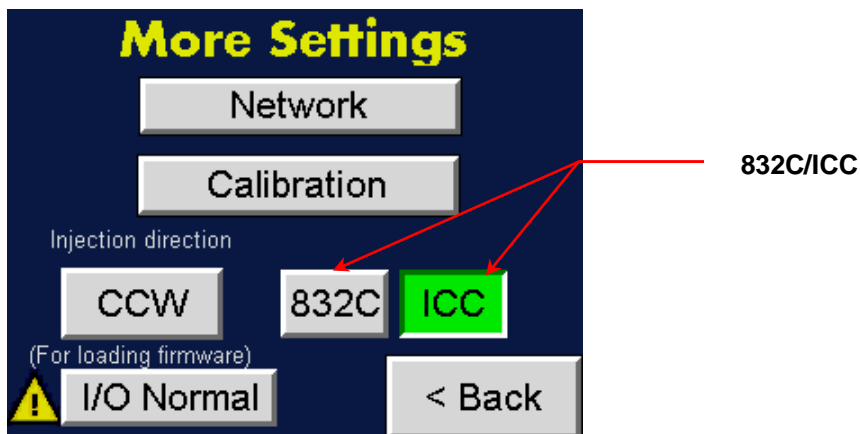 More Settings
Network
832C/ICC
Calibration
Injection direction
CCW
832C
ICC
(For loading firmware)
I/O Normal
< Back